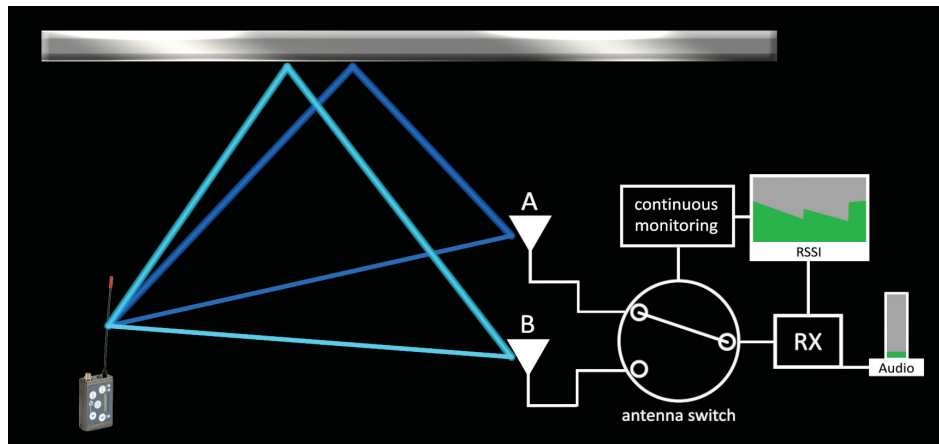 A
continuous
monitoring
RSSI
B
RX
Audio
antenna switch